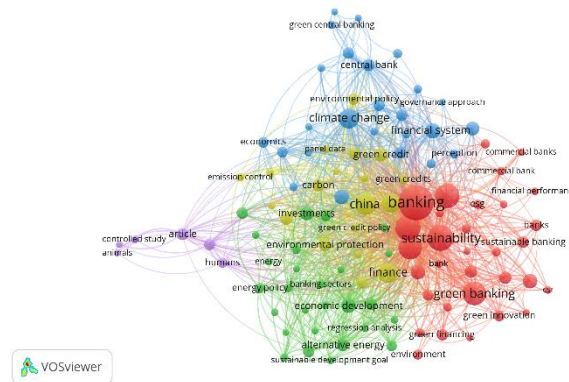 green central banking
central bank
environmental policy
governance approach
climate change
financial system
economics
panel data
green credit
perception
commercial banks
emission control
carbon
green credits
commercial bank
financial performan
china
banking
esg
investments
green credit policy
banks
controlled study
article
sustainability
animals
environmental protection
sustainable banking
humans
energy
bank
finance
energy policy
banking sectors
green banking
csr
economic development
green innovation
regression analysis
green financing
alternative energy
environment
sustainable development goal
VOSviewer